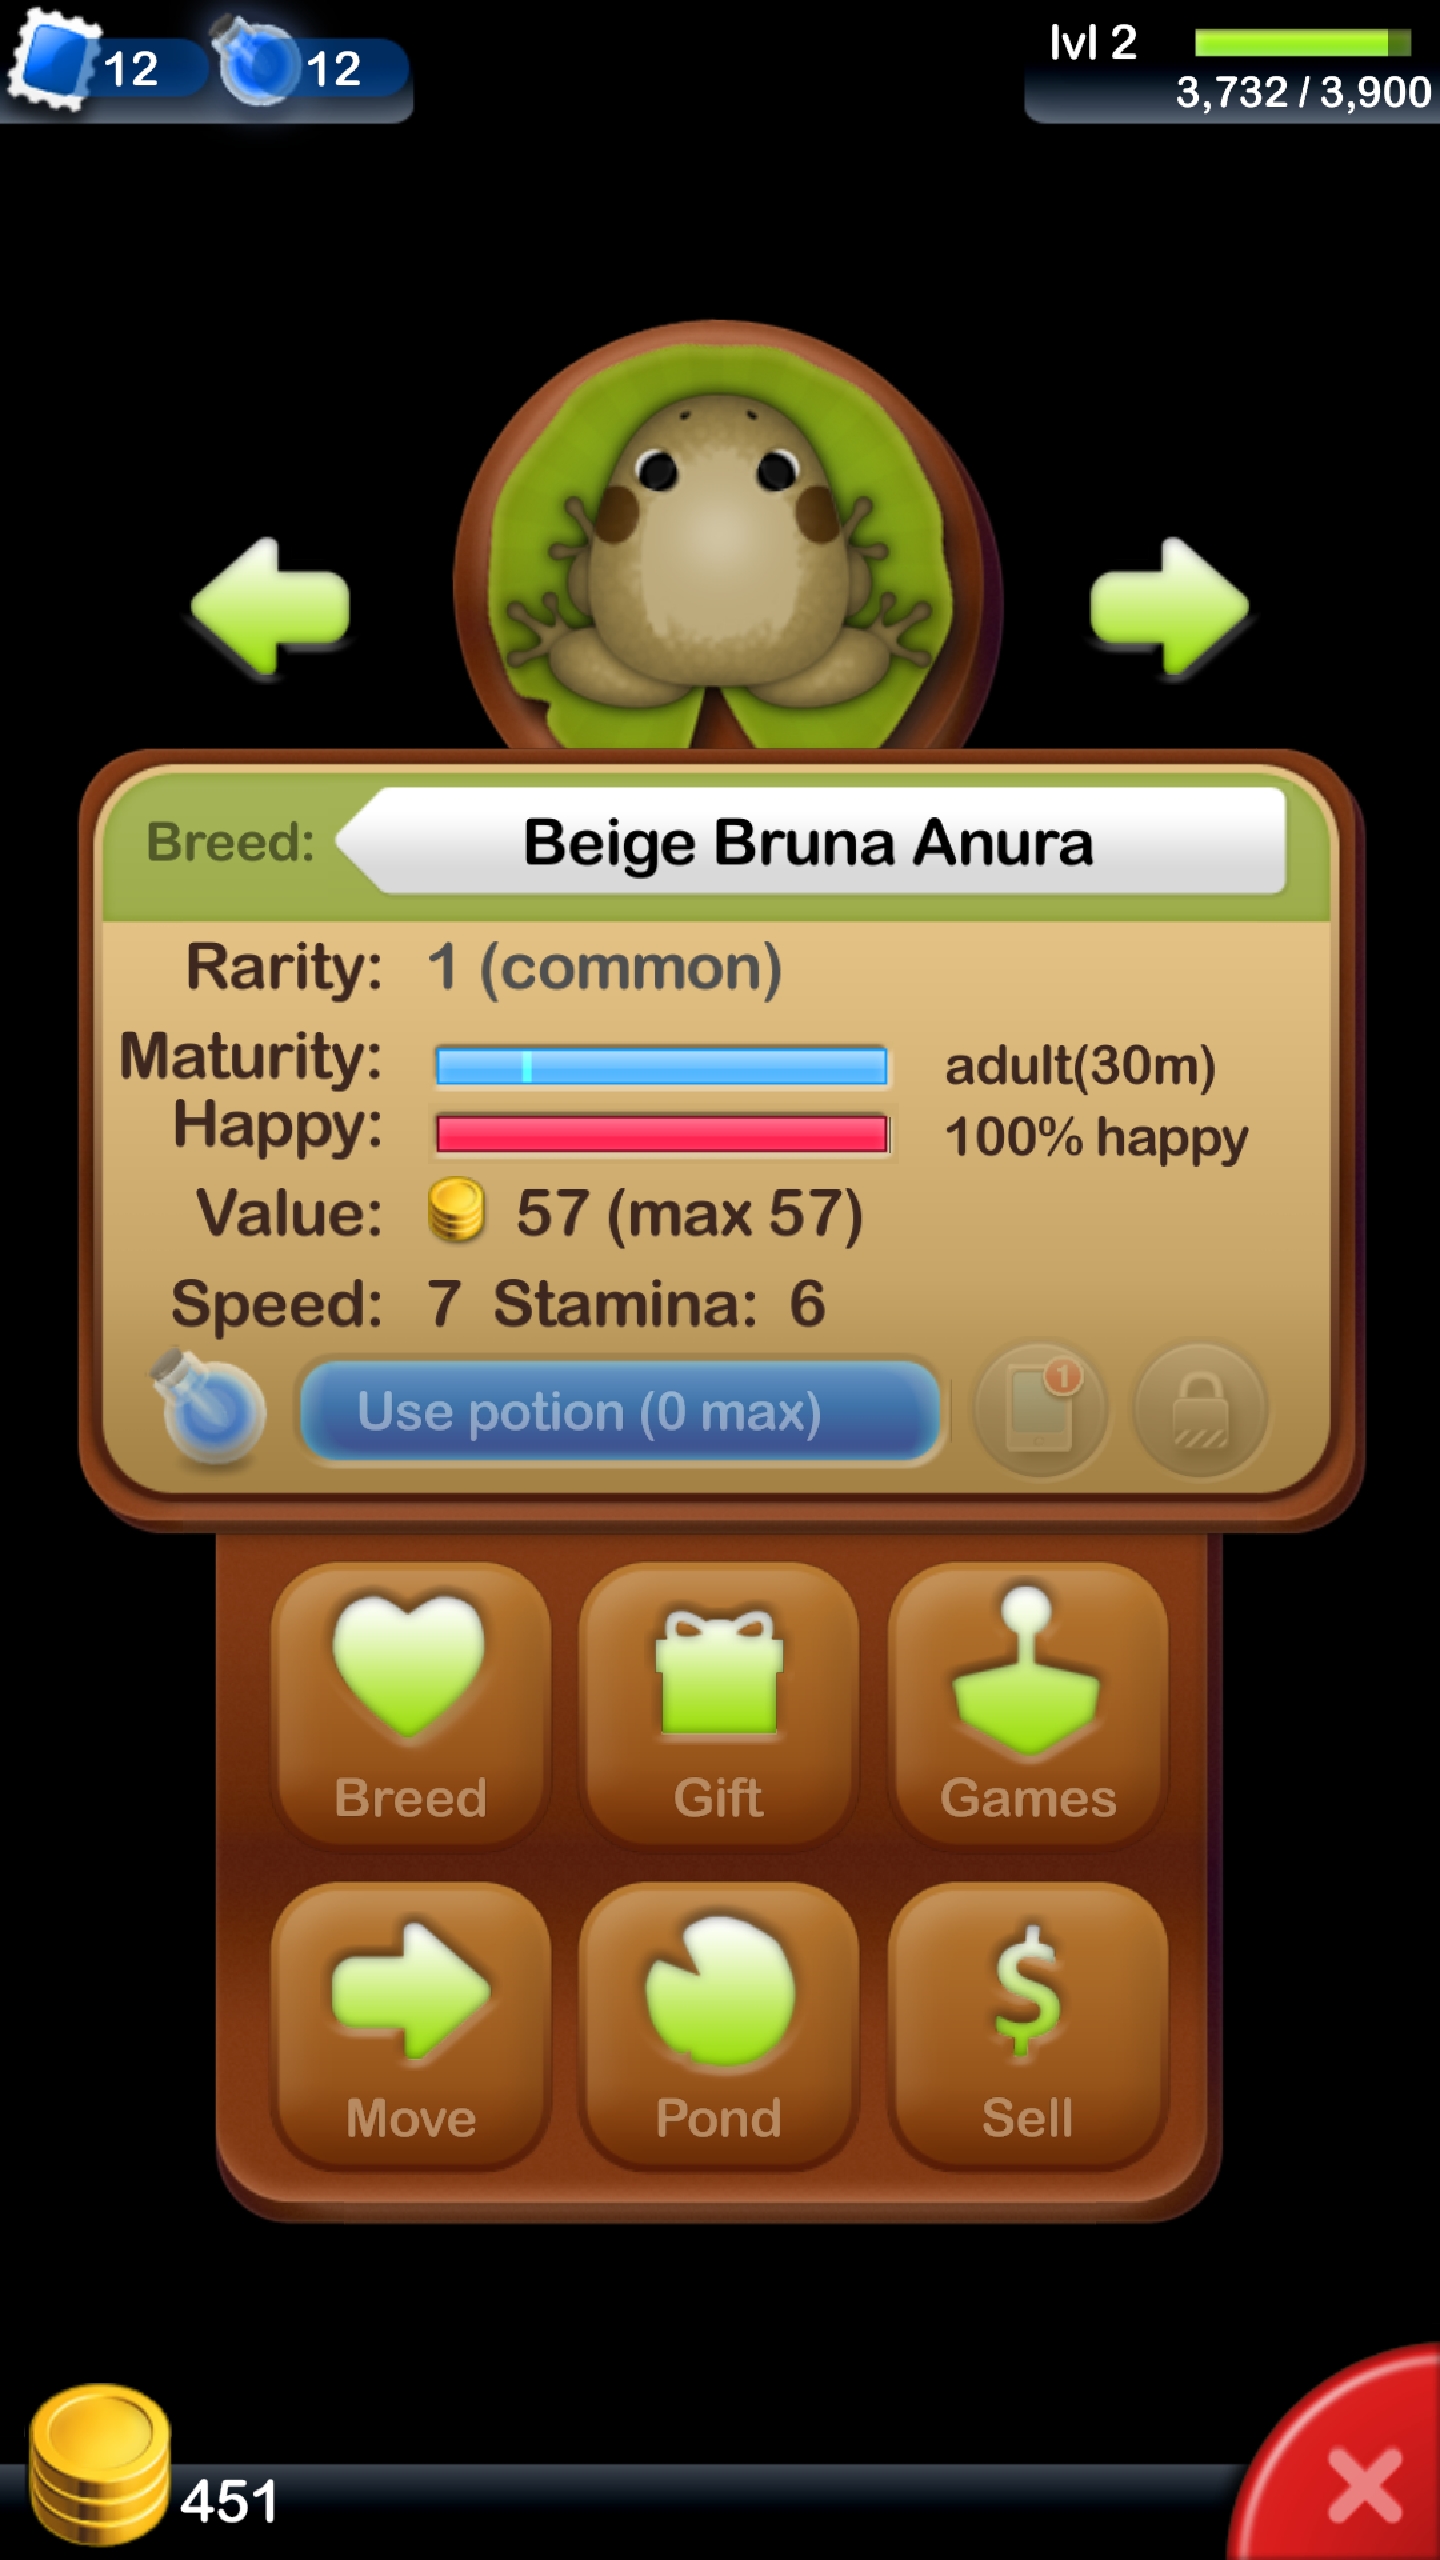 12
12
lvl 2
3,732 / 3,900
Breed: Beige Bruna Anura
Rarity: 1 (common)
Maturity: adult(30m)
Happy: 100% happy
Value: 57 (max 57)
Speed: 7 Stamina: 6
Use potion (0 max)
1
Breed Gift Games
Move Pond Sell
451